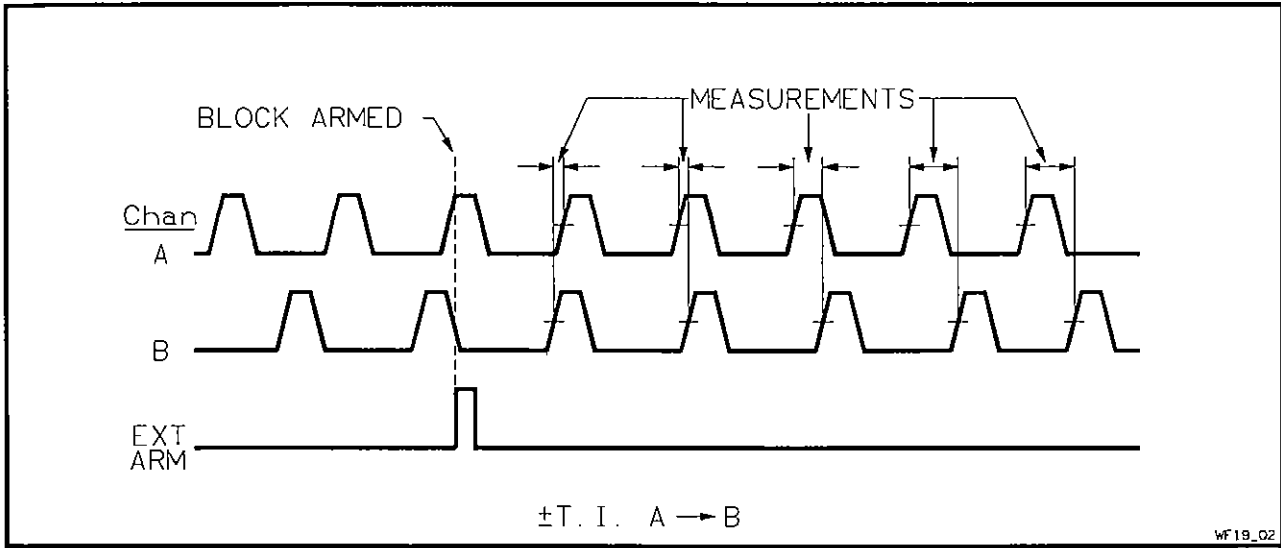 MEASUREMENTS
BLOCK ARMED
Chan
A
B
EXT
ARM
±T.I. A → B
WF19_02